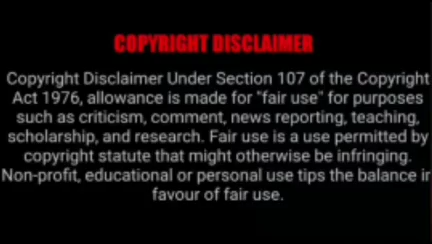 COPYRIGHT DISCLAIMER
Copyright Disclaimer Under Section 107 of the Copyright
Act 1976, allowance is made for "fair use" for purposes
such as criticism, comment, news reporting, teaching,
scholarship, and research. Fair use is a use permitted by
copyright statute that might otherwise be infringing.
Non-profit, educational or personal use tips the balance in
favour of fair use.